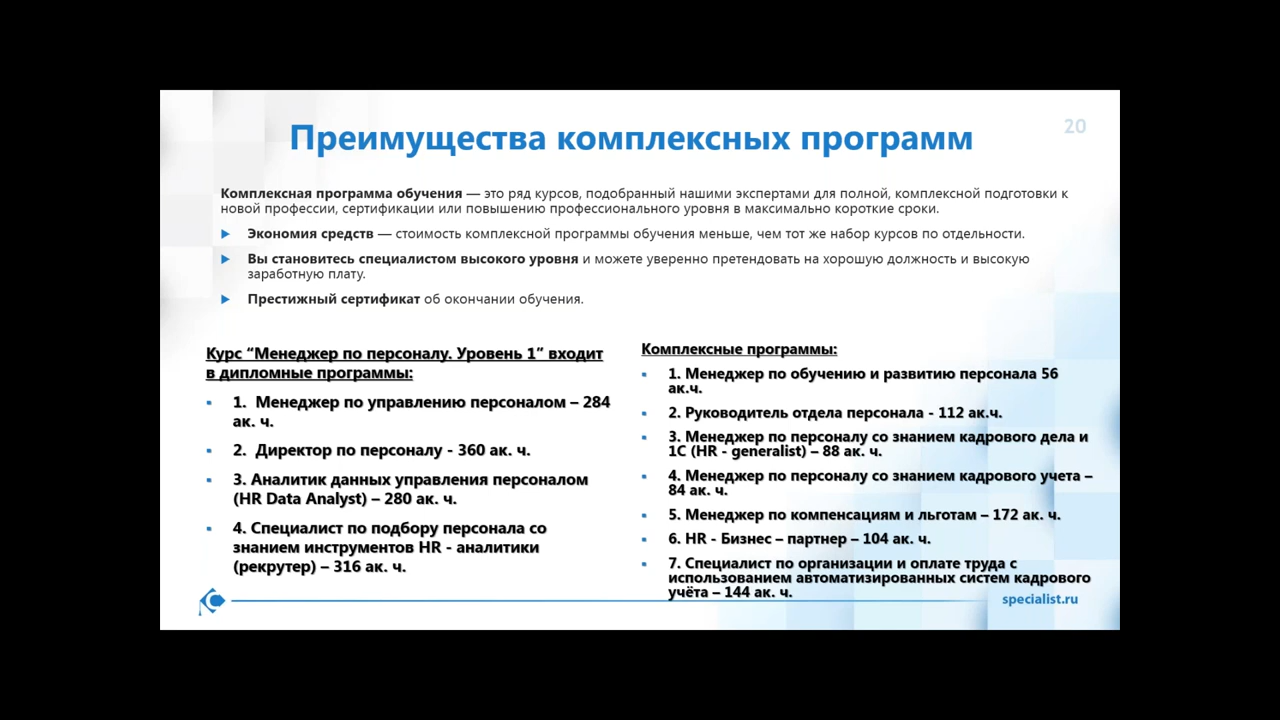 Преимущества комплексных программ
20
Комплексная программа обучения — это ряд курсов, подобранный нашими экспертами для полной, комплексной подготовки к
новой профессии, сертификации или повышению профессионального уровня в максимально короткие сроки.
Экономия средств — стоимость комплексной программы обучения меньше, чем тот же набор курсов по отдельности.
Вы становитесь специалистом высокого уровня и можете уверенно претендовать на хорошую должность и высокую
заработную плату.
Престижный сертификат об окончании обучения.
Курс “Менеджер по персоналу. Уровень 1” входит
в дипломные программы:
1. Менеджер по управлению персоналом – 284
ак. ч.
2. Директор по персоналу - 360 ак. ч.
3. Аналитик данных управления персоналом
(HR Data Analyst) – 280 ак. ч.
4. Специалист по подбору персонала со
знанием инструментов HR - аналитики
(рекрутер) – 316 ак. ч.
Комплексные программы:
1. Менеджер по обучению и развитию персонала 56
ак.ч.
2. Руководитель отдела персонала - 112 ак.ч.
3. Менеджер по персоналу со знанием кадрового дела и
1С (HR - generalist) – 88 ак. ч.
4. Менеджер по персоналу со знанием кадрового учета –
84 ак. ч.
5. Менеджер по компенсациям и льготам – 172 ак. ч.
6. HR - Бизнес – партнер – 104 ак. ч.
7. Специалист по организации и оплате труда с
использованием автоматизированных систем кадрового
учёта – 144 ак. ч.
specialist.ru